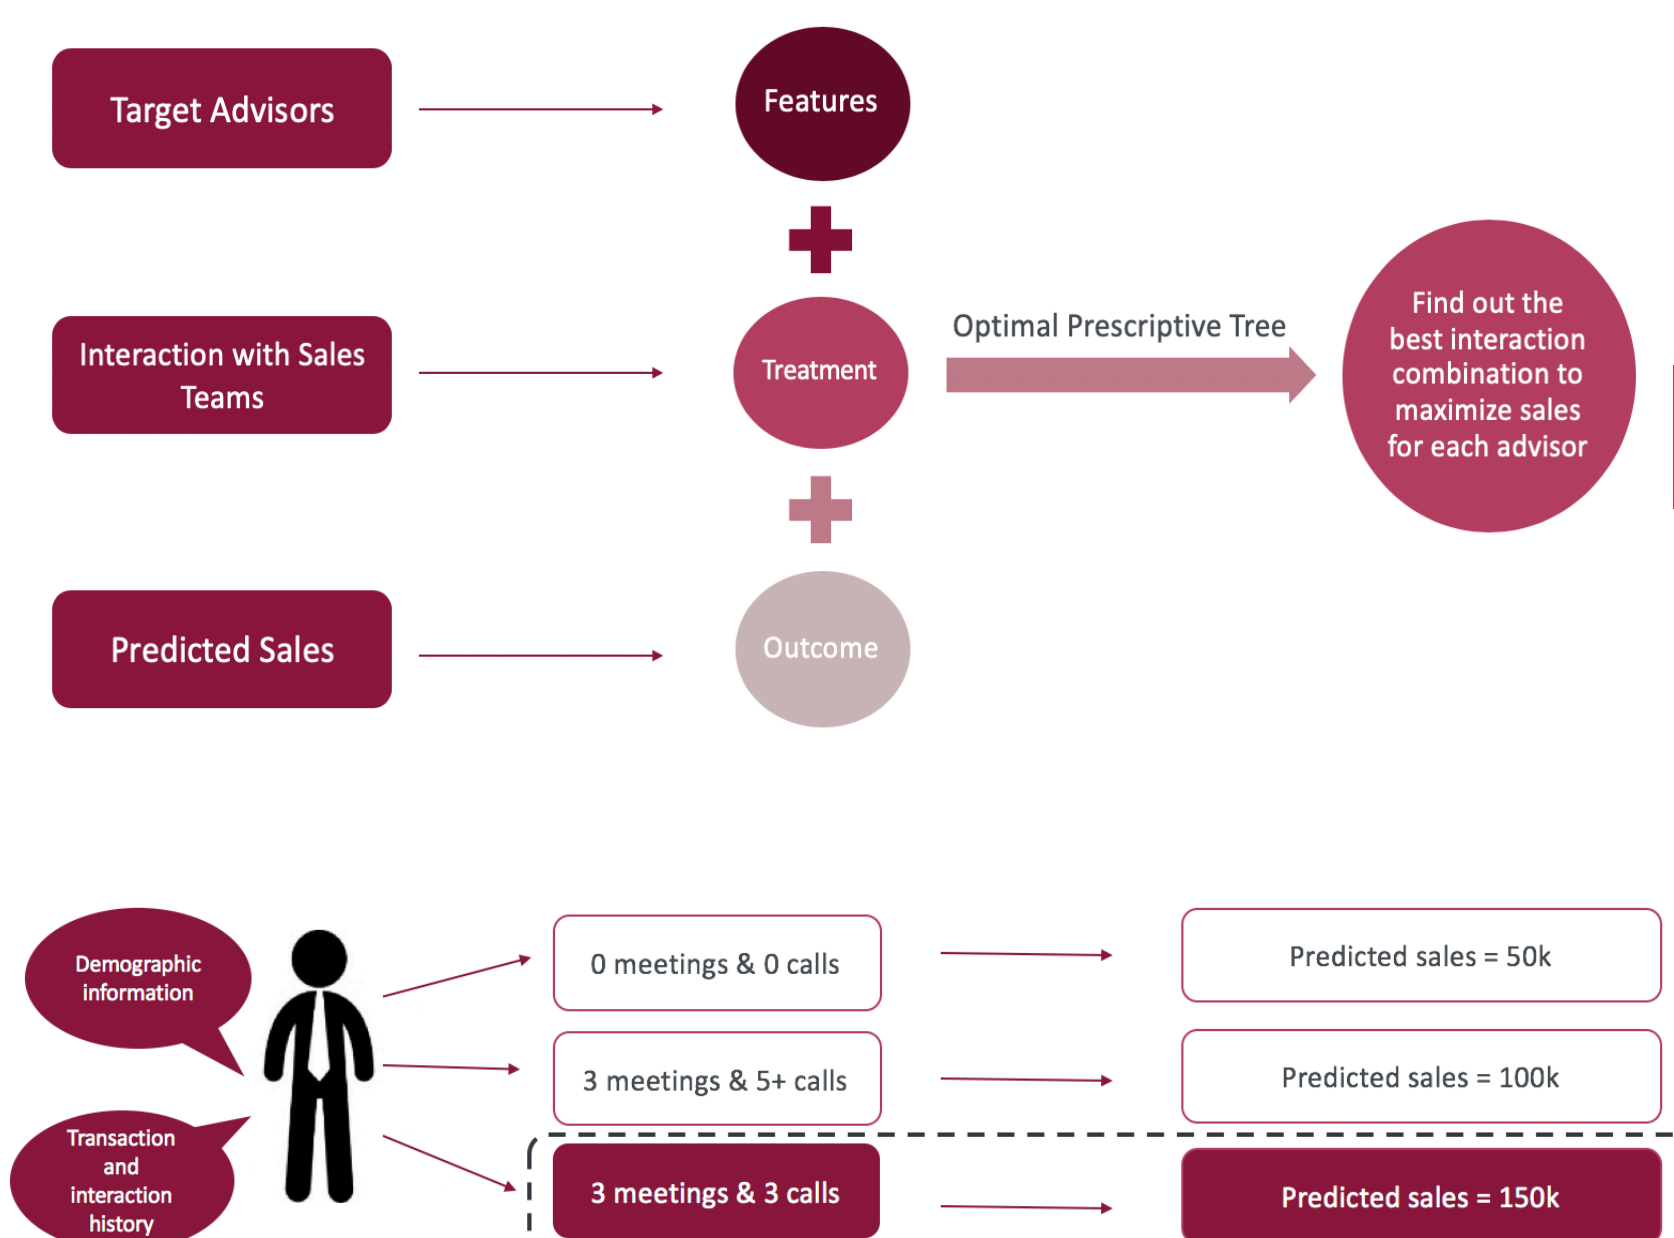 Target Advisors
Features
Interaction with Sales
Teams
Treatment
Optimal Prescriptive Tree
Find out the
best interaction
combination to
maximize sales
for each advisor
Predicted Sales
Outcome
Demographic
information
Transaction
and
interaction
history
0 meetings & 0 calls
Predicted sales = 50k
3 meetings & 5+ calls
Predicted sales = 100k
3 meetings & 3 calls
Predicted sales = 150k